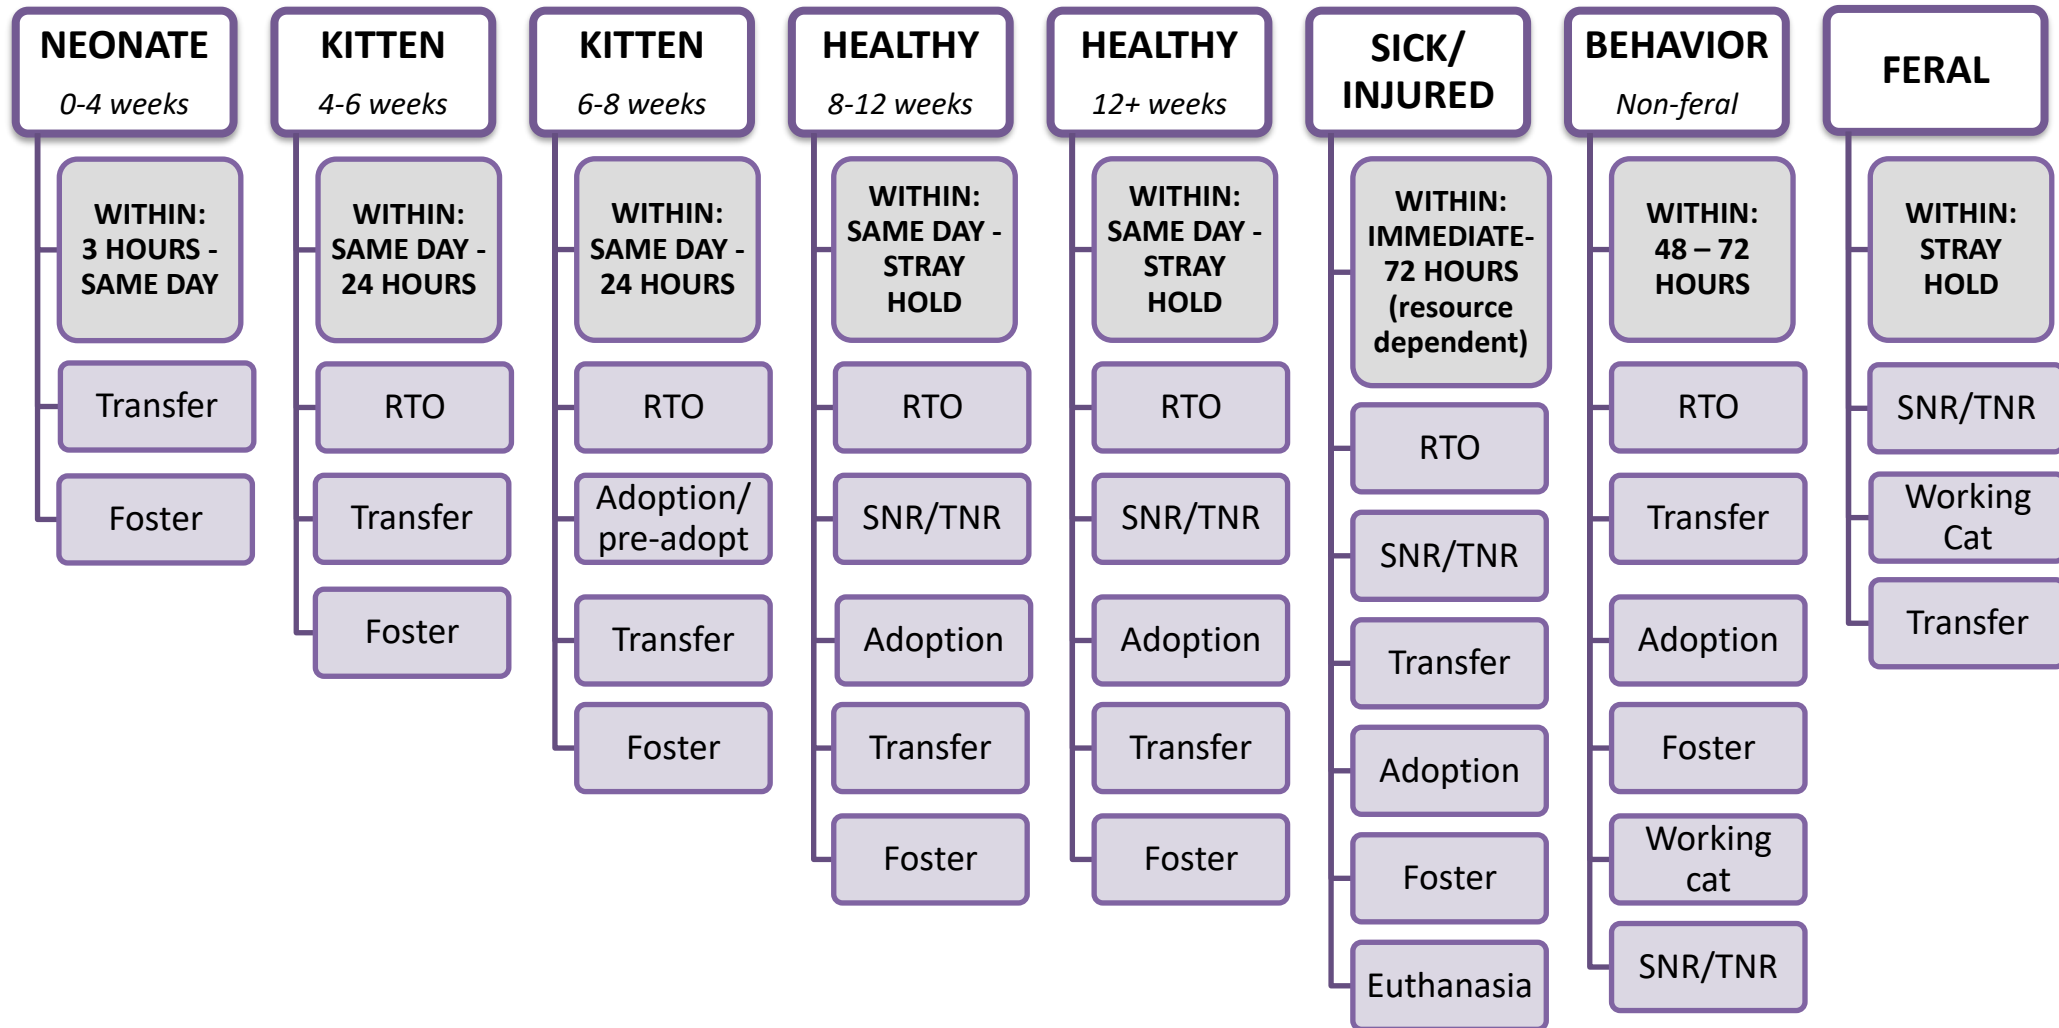 NEONATE
0-4 weeks
WITHIN:
3 HOURS -
SAME DAY
Transfer
Foster
KITTEN
4-6 weeks
WITHIN:
SAME DAY -
24 HOURS
RTO
Transfer
Foster
KITTEN
6-8 weeks
WITHIN:
SAME DAY -
24 HOURS
RTO
Adoption/
pre-adopt
Transfer
Foster
HEALTHY
8-12 weeks
WITHIN:
SAME DAY -
STRAY
HOLD
RTO
SNR/TNR
Adoption
Transfer
Foster
HEALTHY
12+ weeks
WITHIN:
SAME DAY -
STRAY
HOLD
RTO
SNR/TNR
Adoption
Transfer
Foster
SICK/
INJURED
WITHIN:
IMMEDIATE-
72 HOURS
(resource
dependent)
RTO
SNR/TNR
Transfer
Adoption
Foster
Euthanasia
BEHAVIOR
Non-feral
WITHIN:
48 – 72
HOURS
RTO
Transfer
Adoption
Foster
Working
cat
SNR/TNR
FERAL
WITHIN:
STRAY
HOLD
SNR/TNR
Working
Cat
Transfer